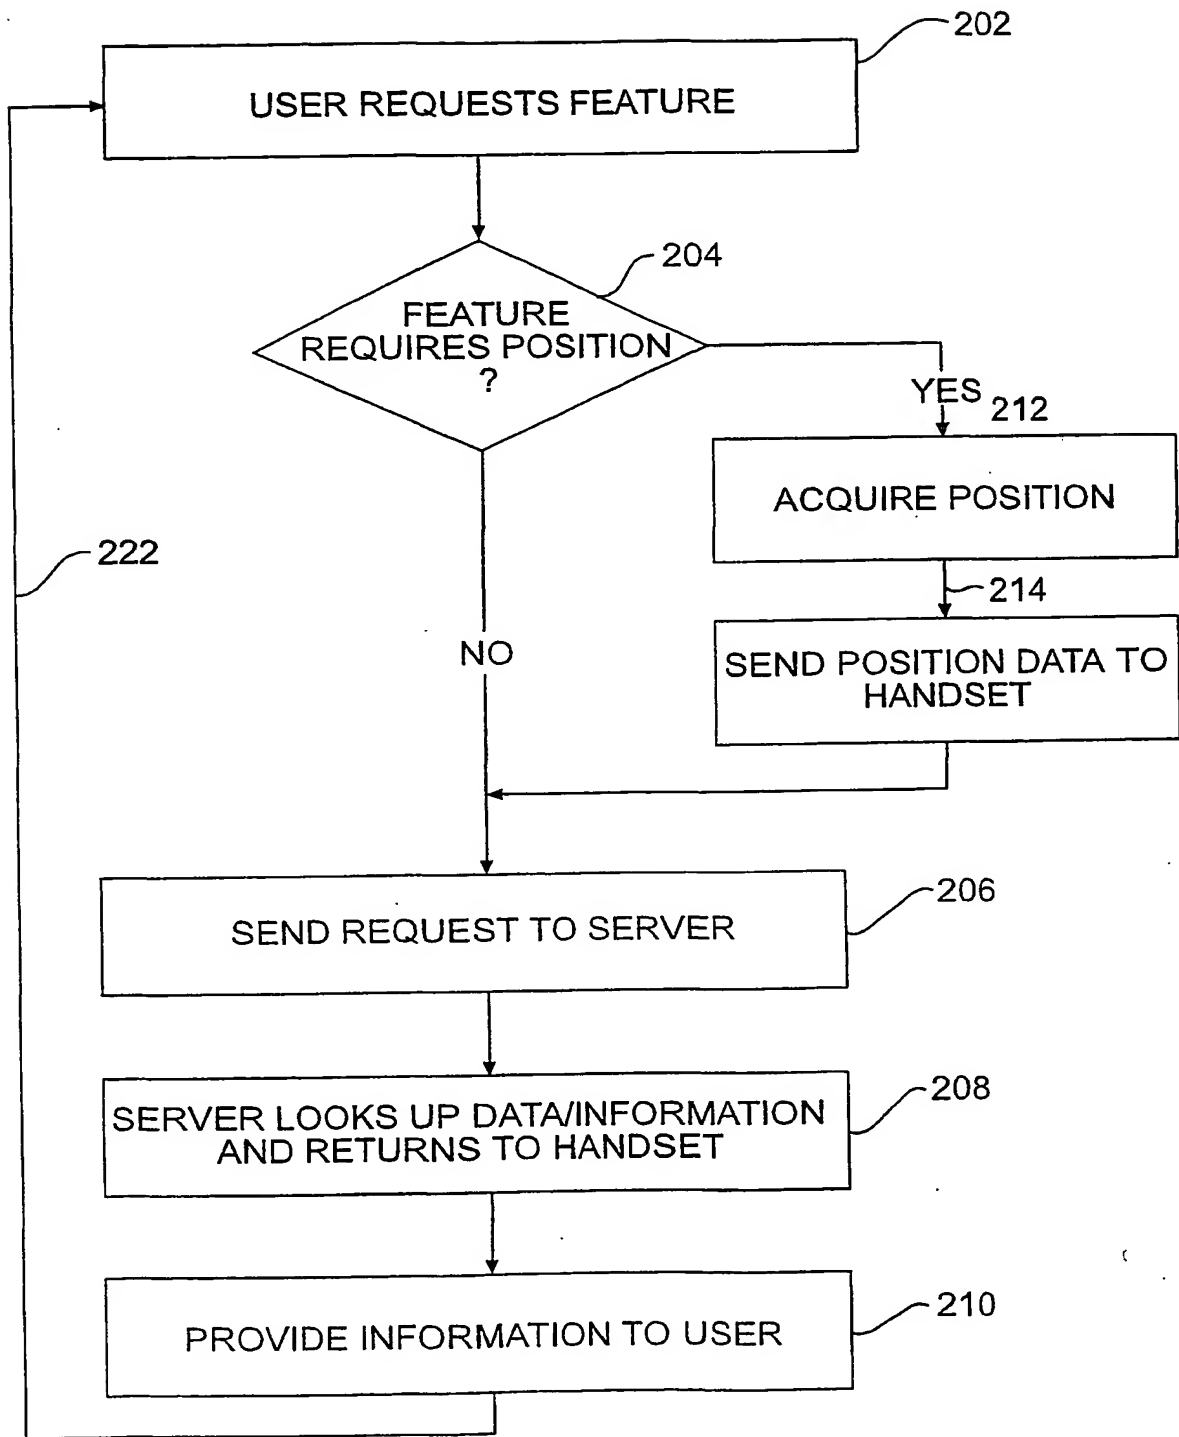 202
USER REQUESTS FEATURE
204
FEATURE
REQUIRES POSITION
?
YES
212
ACQUIRE POSITION
222
214
NO
SEND POSITION DATA TO
HANDSET
206
SEND REQUEST TO SERVER
208
SERVER LOOKS UP DATA/INFORMATION
AND RETURNS TO HANDSET
210
PROVIDE INFORMATION TO USER